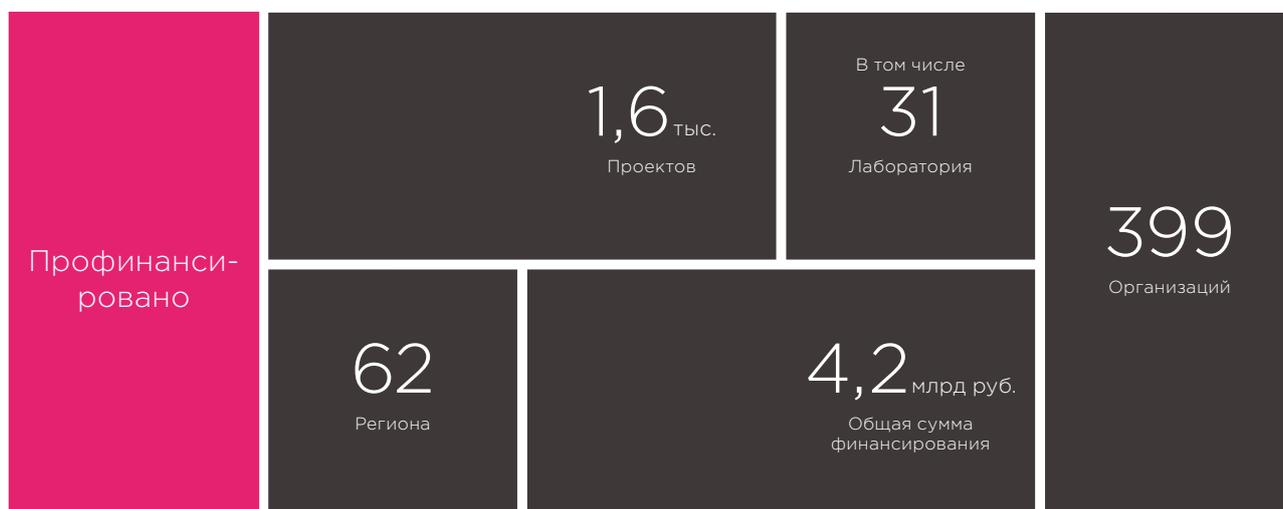 Профинанси-
ровано
1,6 тыс.
Проектов
В том числе
31
Лаборатория
399
Организаций
62
Региона
4,2 млрд руб.
Общая сумма
финансирования